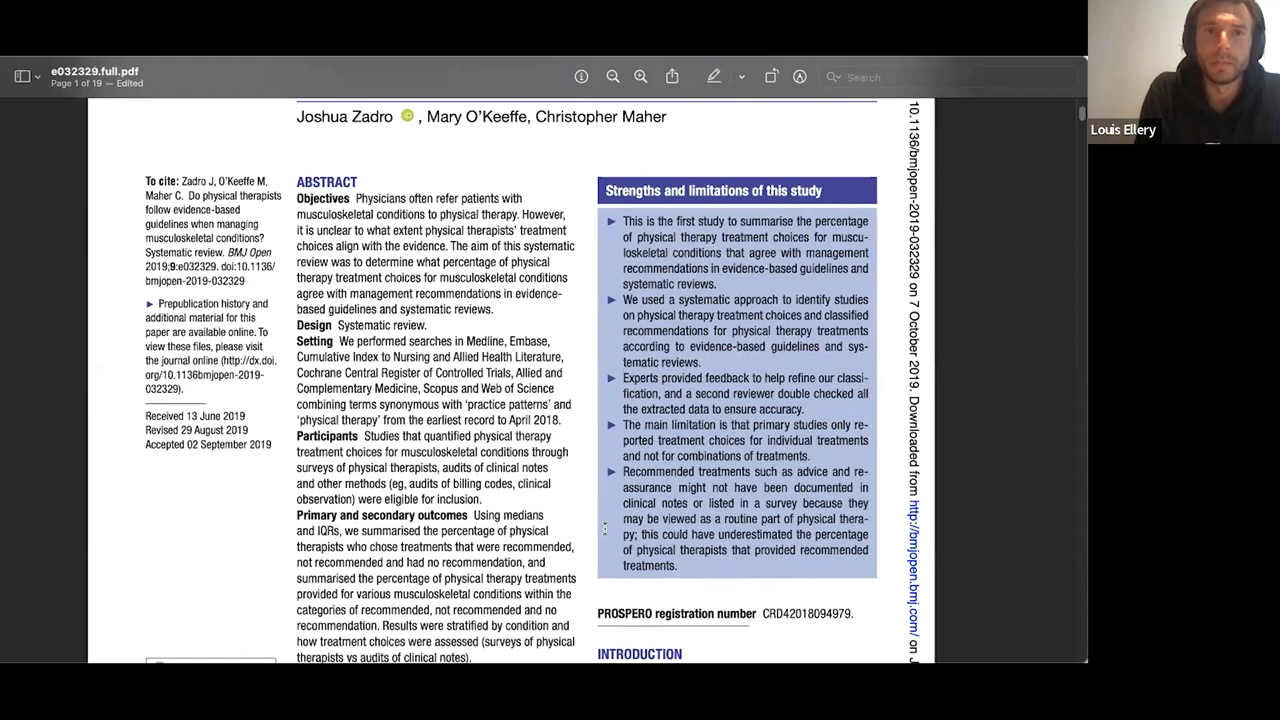 e032329.full.pdf
Page 1 of 19 — Edited
Search
Louis Ellery
Joshua Zadro , Mary O'Keeffe, Christopher Maher
To cite: Zadro J, O'Keeffe M,
Maher C. Do physical therapists
follow evidence-based
guidelines when managing
musculoskeletal conditions?
Systematic review. BMJ Open
2019;9:e032329. doi:10.1136/
bmjopen-2019-032329
► Prepublication history and
additional material for this
paper are available online. To
view these files, please visit
the journal online (http://dx.doi.
org/10.1136bmjopen-2019-
032329).
Received 13 June 2019
Revised 29 August 2019
Accepted 02 September 2019
ABSTRACT
Objectives Physicians often refer patients with
musculoskeletal conditions to physical therapy. However,
it is unclear to what extent physical therapists' treatment
choices align with the evidence. The aim of this systematic
review was to determine what percentage of physical
therapy treatment choices for musculoskeletal conditions
agree with management recommendations in evidence-
based guidelines and systematic reviews.
Design Systematic review.
Setting We performed searches in Medline, Embase,
Cumulative Index to Nursing and Allied Health Literature,
Cochrane Central Register of Controlled Trials, Allied and
Complementary Medicine, Scopus and Web of Science
combining terms synonymous with 'practice patterns' and
'physical therapy' from the earliest record to April 2018.
Participants Studies that quantified physical therapy
treatment choices for musculoskeletal conditions through
surveys of physical therapists, audits of clinical notes
and other methods (eg, audits of billing codes, clinical
observation) were eligible for inclusion.
Primary and secondary outcomes Using medians
and IQRs, we summarised the percentage of physical
therapists who chose treatments that were recommended,
not recommended and had no recommendation, and
summarised the percentage of physical therapy treatments
provided for various musculoskeletal conditions within the
categories of recommended, not recommended and no
recommendation. Results were stratified by condition and
how treatment choices were assessed (surveys of physical
therapists vs audits of clinical notes).
Strengths and limitations of this study
► This is the first study to summarise the percentage
of physical therapy treatment choices for muscu-
loskeletal conditions that agree with management
recommendations in evidence-based guidelines and
systematic reviews.
► We used a systematic approach to identify studies
on physical therapy treatment choices and classified
recommendations for physical therapy treatments
according to evidence-based guidelines and sys-
tematic reviews.
► Experts provided feedback to help refine our classi-
fication, and a second reviewer double checked all
the extracted data to ensure accuracy.
► The main limitation is that primary studies only re-
ported treatment choices for individual treatments
and not for combinations of treatments.
► Recommended treatments such as advice and re-
assurance might not have been documented in
clinical notes or listed in a survey because they
may be viewed as a routine part of physical thera-
py; this could have underestimated the percentage
of physical therapists that provided recommended
treatments.
PROSPERO registration number CRD42018094979.
INTRODUCTION
10.1136/bmjopen-2019-032329 on 7 October 2019. Downloaded from http://bmjopen.bmj.com/ on J